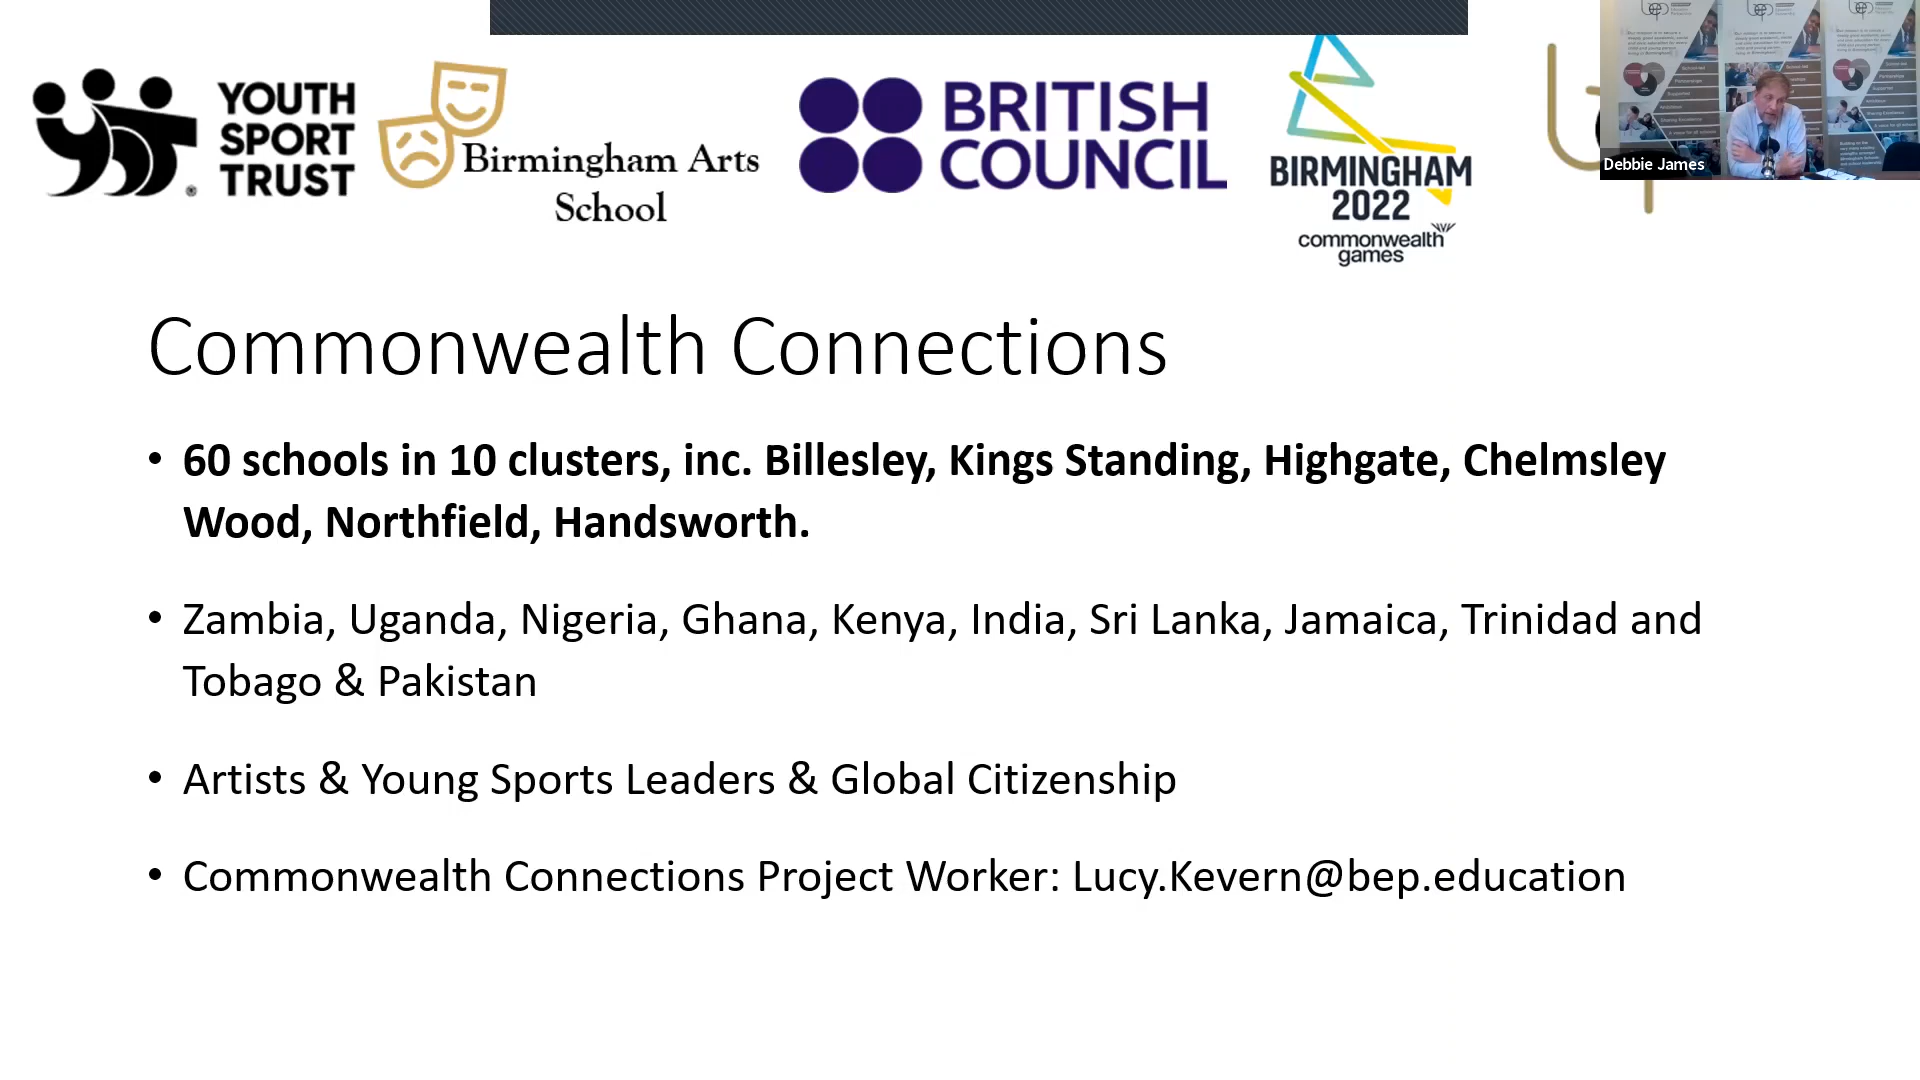 YOUTH
SPORT
TRUST
Birmingham Arts
School
BRITISH
COUNCIL
BIRMINGHAM
2022
commonwealth
games
Debbie James
Commonwealth Connections
• 60 schools in 10 clusters, inc. Billesley, Kings Standing, Highgate, Chelmsley
Wood, Northfield, Handsworth.
• Zambia, Uganda, Nigeria, Ghana, Kenya, India, Sri Lanka, Jamaica, Trinidad and
Tobago & Pakistan
• Artists & Young Sports Leaders & Global Citizenship
• Commonwealth Connections Project Worker: Lucy.Kevern@bep.education